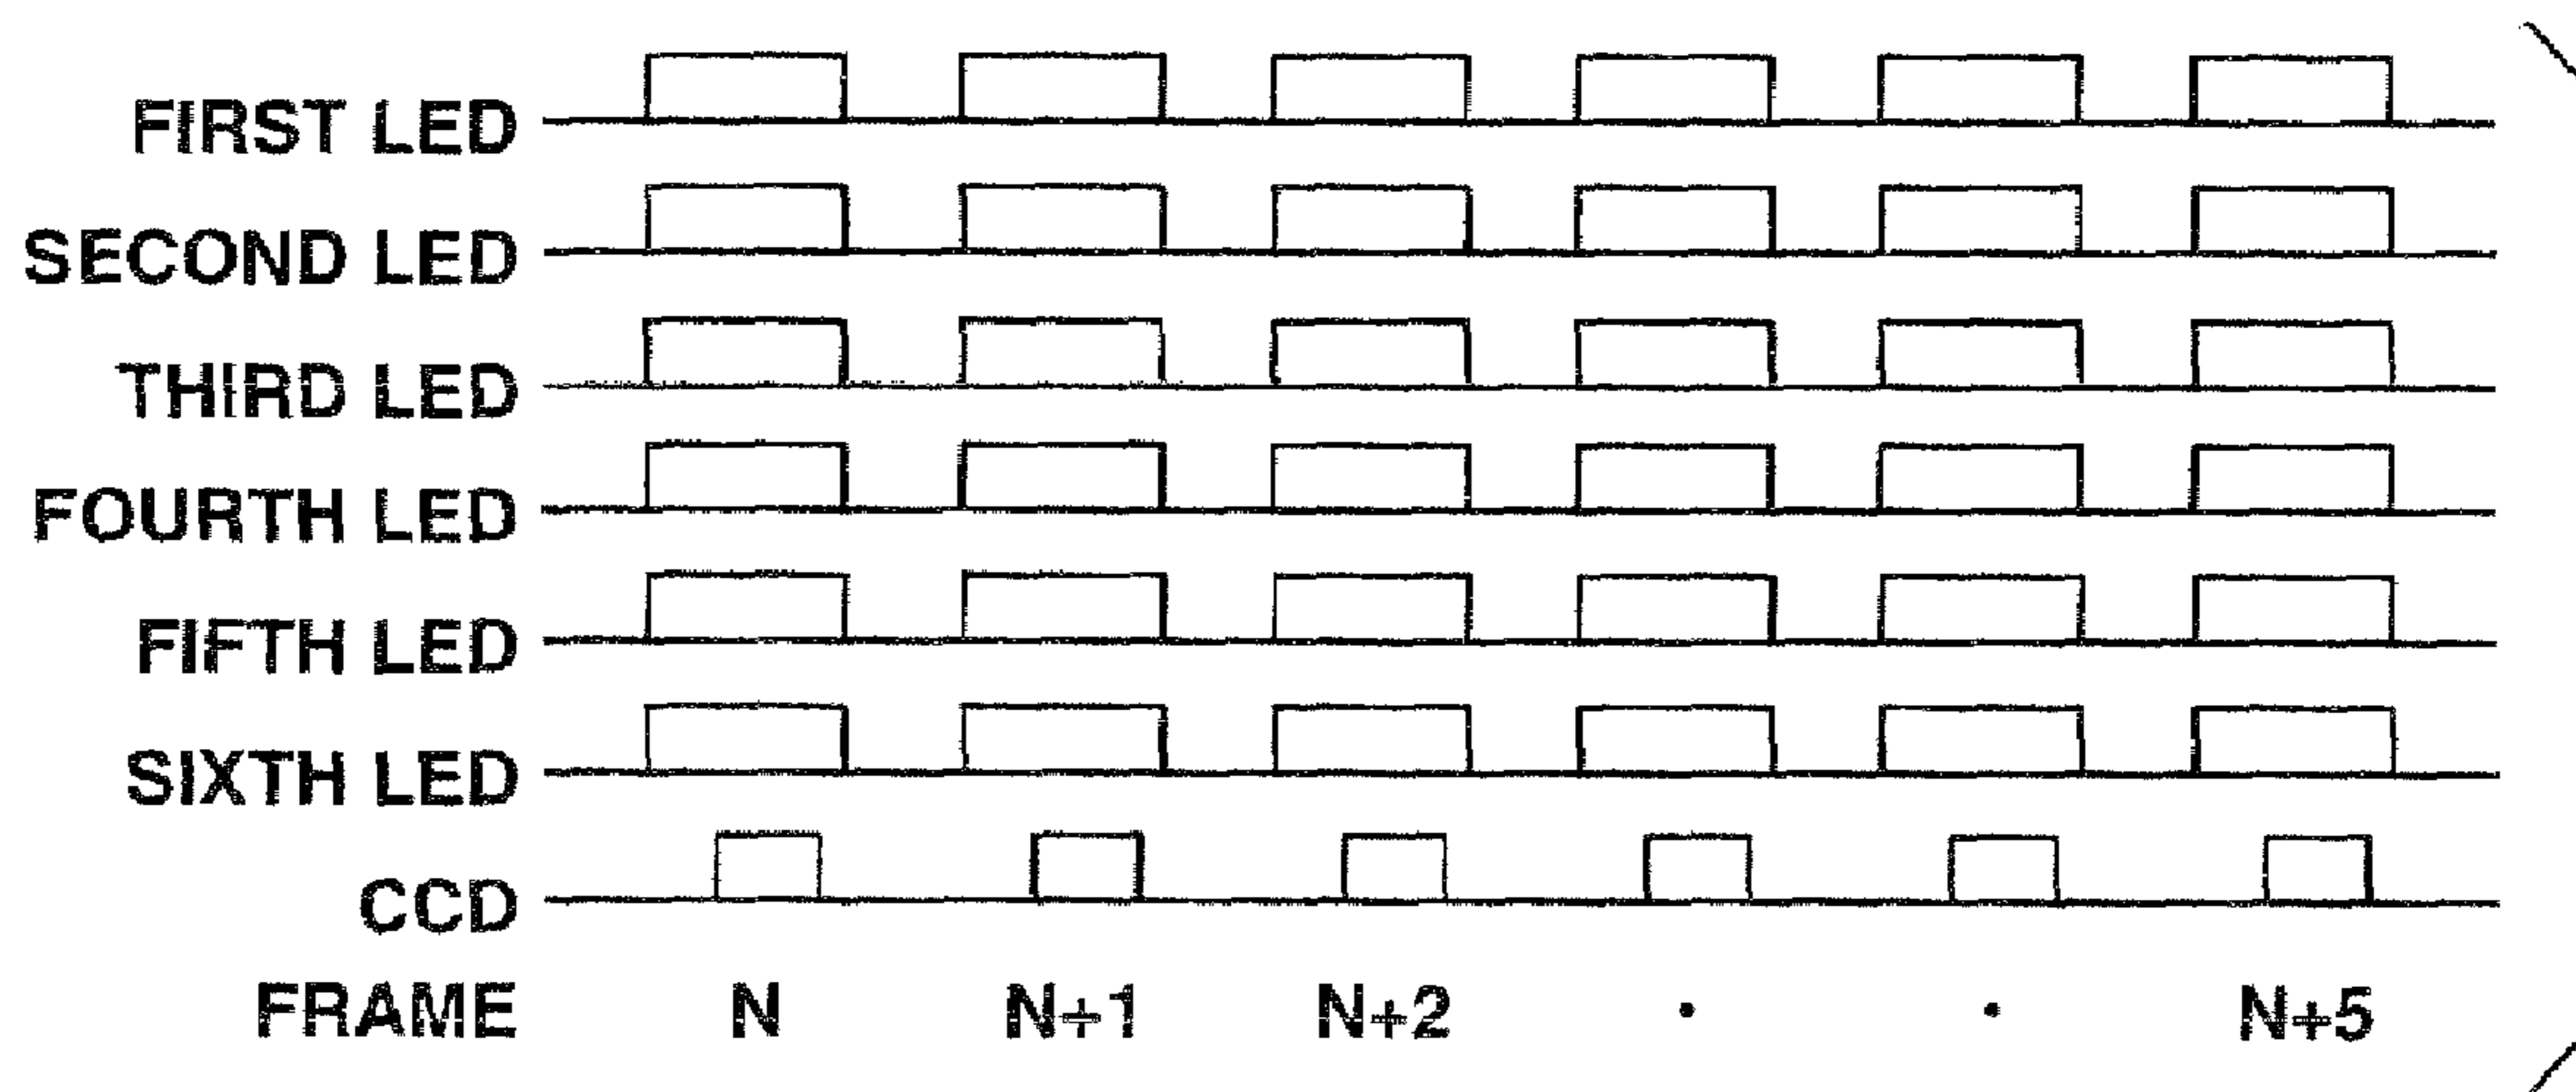 FIRST LED
SECOND LED
THIRD LED
FOURTH LED
FIFTH LED
SIXTH LED
CCD
FRAME N N+1 N+2 · · N+5